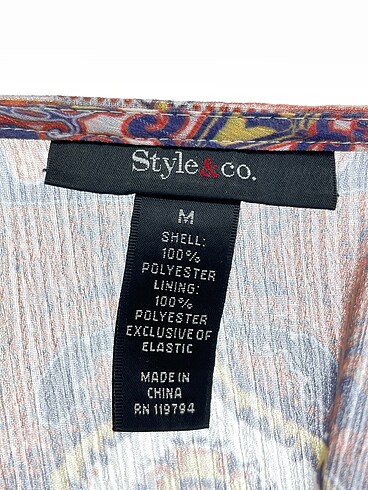 Style&co.
M
SHELL:
100%
POLYESTER
LINING:
100%
POLYESTER
EXCLUSIVE OF
ELASTIC
MADE IN
CHINA
RN 119794